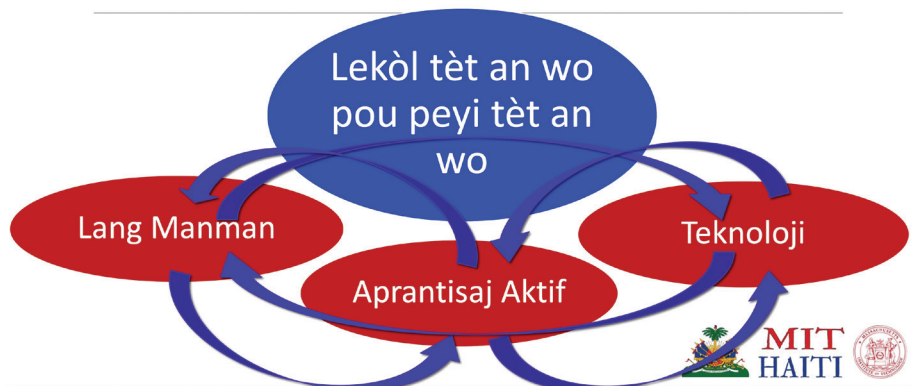 Lekòl tèt an wo
pou peyi tèt an
wo
Lang Manman
Teknoloji
Aprantisaj Aktif
MIT
HAITI